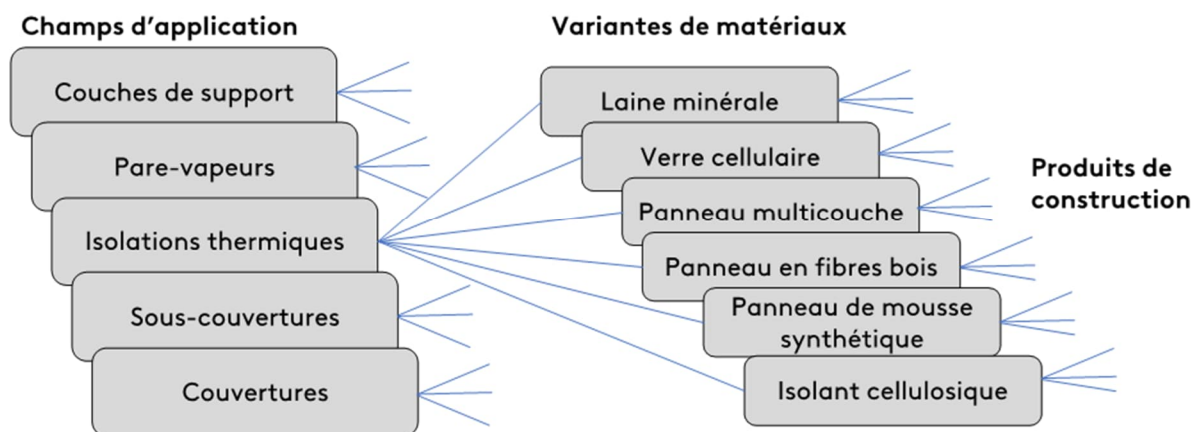 Champs d’application
Couches de support
Pare-vapeurs
Isolations thermiques
Sous-couvertures
Couvertures
Variantes de matériaux
Laine minérale
Verre cellulaire
Panneau multicouche
Panneau en fibres bois
Panneau de mousse
synthétique
Isolant cellulosique
Produits de
construction